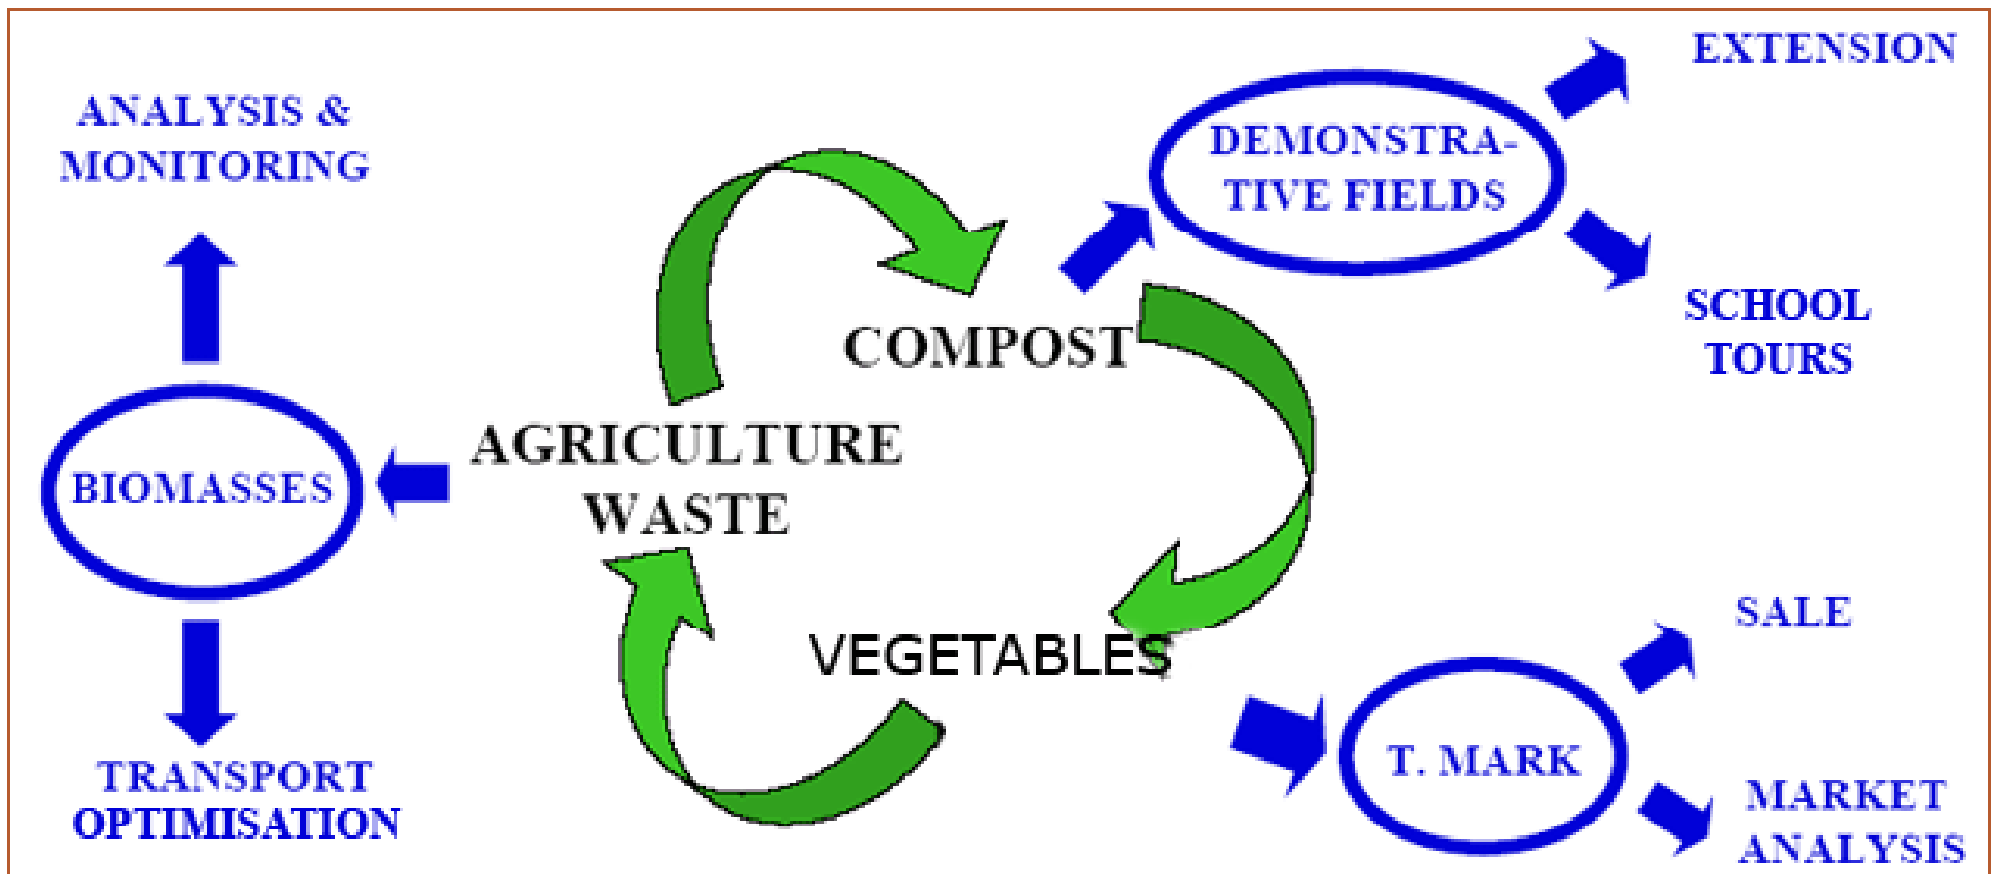 ANALYSIS &
MONITORING
BIOMASSES
TRANSPORT
OPTIMISATION
AGRICULTURE
WASTE
COMPOST
VEGETABLES
DEMONSTRA-
TIVE FIELDS
EXTENSION
SCHOOL
TOURS
T. MARK
SALE
MARKET
ANALYSIS